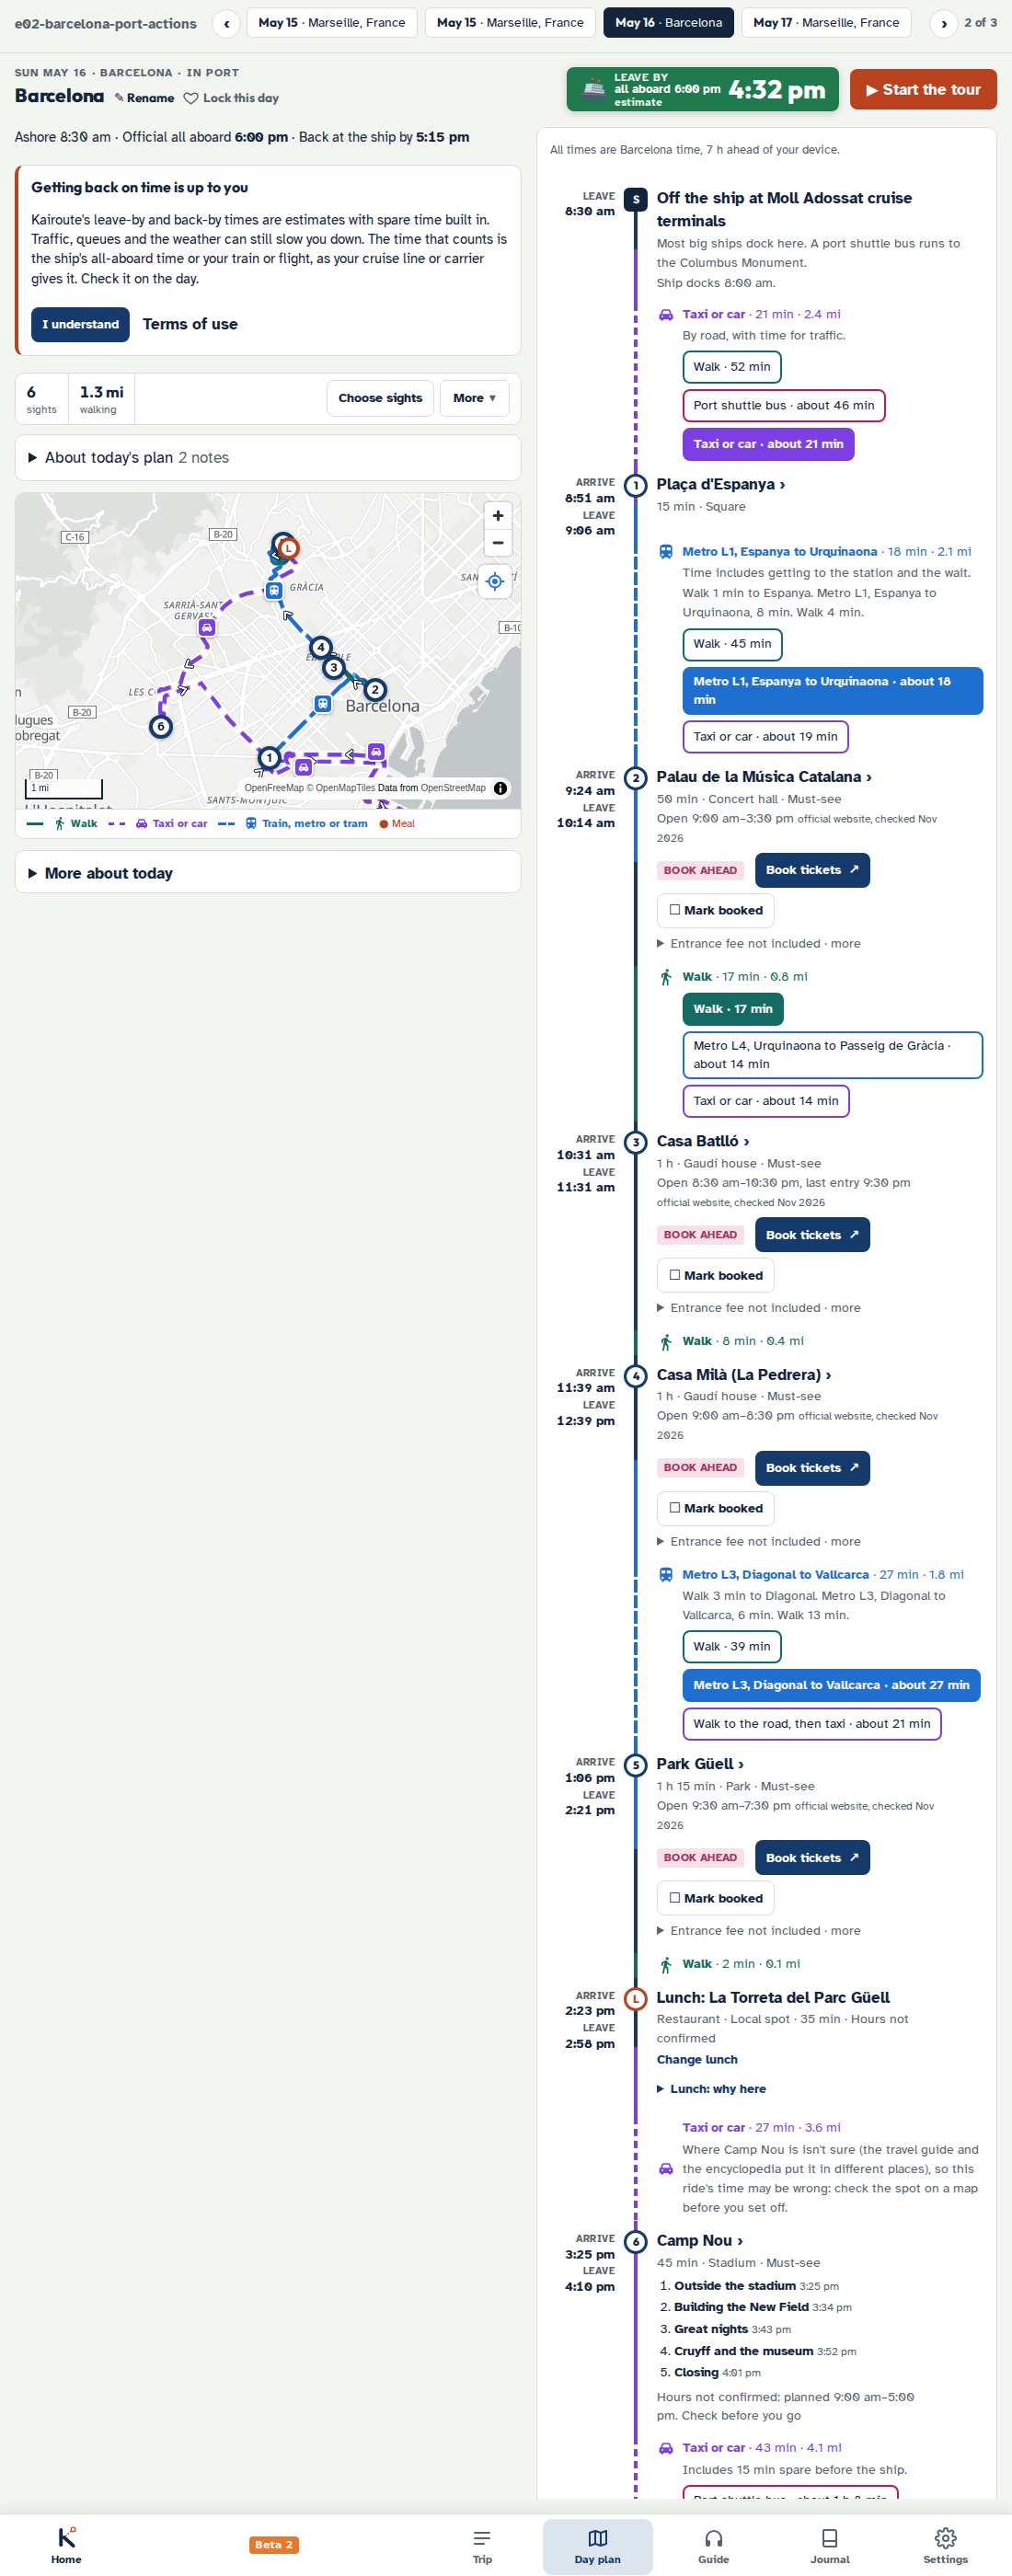 e02-barcelona-port-actions
‹
May 15 · Marseille, France
May 15 · Marseille, France
May 16 · Barcelona
May 17 · Marseille, France
›
2 of 3
SUN MAY 16 · BARCELONA · IN PORT
Barcelona
✎ Rename
Lock this day
LEAVE BY
all aboard 6:00 pm
estimate
4:32 pm
▶ Start the tour
Ashore 8:30 am · Official all aboard 6:00 pm · Back at the ship by 5:15 pm
Getting back on time is up to you
Kairoute's leave-by and back-by times are estimates with spare time built in.
Traffic, queues and the weather can still slow you down. The time that counts is
the ship's all-aboard time or your train or flight, as your cruise line or carrier
gives it. Check it on the day.
I understand
Terms of use
6
sights
1.3 mi
walking
Choose sights
More ▾
▶ About today's plan 2 notes
C-16
B-20
GRÀCIA
SARRIÀ-SANT
GERVASI
B-20
LES C
Barcelona
lugues
obregat
B-20
1 mi
SANTS-MONTJUÏC
+
−
L
4
3
2
6
1
OpenFreeMap © OpenMapTiles Data from OpenStreetMap
Walk
Taxi or car
Train, metro or tram
Meal
▶ More about today
All times are Barcelona time, 7 h ahead of your device.
LEAVE
8:30 am
S
Off the ship at Moll Adossat cruise
terminals
Most big ships dock here. A port shuttle bus runs to
the Columbus Monument.
Ship docks 8:00 am.
Taxi or car · 21 min · 2.4 mi
By road, with time for traffic.
Walk · 52 min
Port shuttle bus · about 46 min
Taxi or car · about 21 min
ARRIVE
8:51 am
LEAVE
9:06 am
1
Plaça d'Espanya ›
15 min · Square
Metro L1, Espanya to Urquinaona · 18 min · 2.1 mi
Time includes getting to the station and the wait.
Walk 1 min to Espanya. Metro L1, Espanya to
Urquinaona, 8 min. Walk 4 min.
Walk · 45 min
Metro L1, Espanya to Urquinaona · about 18
min
Taxi or car · about 19 min
ARRIVE
9:24 am
LEAVE
10:14 am
2
Palau de la Música Catalana ›
50 min · Concert hall · Must-see
Open 9:00 am–3:30 pm official website, checked Nov
2026
BOOK AHEAD
Book tickets ↗
☐ Mark booked
▶ Entrance fee not included · more
Walk · 17 min · 0.8 mi
Walk · 17 min
Metro L4, Urquinaona to Passeig de Gràcia ·
about 14 min
Taxi or car · about 14 min
ARRIVE
10:31 am
LEAVE
11:31 am
3
Casa Batlló ›
1 h · Gaudí house · Must-see
Open 8:30 am–10:30 pm, last entry 9:30 pm
official website, checked Nov 2026
BOOK AHEAD
Book tickets ↗
☐ Mark booked
▶ Entrance fee not included · more
Walk · 8 min · 0.4 mi
ARRIVE
11:39 am
LEAVE
12:39 pm
4
Casa Milà (La Pedrera) ›
1 h · Gaudí house · Must-see
Open 9:00 am–8:30 pm official website, checked Nov
2026
BOOK AHEAD
Book tickets ↗
☐ Mark booked
▶ Entrance fee not included · more
Metro L3, Diagonal to Vallcarca · 27 min · 1.8 mi
Walk 3 min to Diagonal. Metro L3, Diagonal to
Vallcarca, 6 min. Walk 13 min.
Walk · 39 min
Metro L3, Diagonal to Vallcarca · about 27 min
Walk to the road, then taxi · about 21 min
ARRIVE
1:06 pm
LEAVE
2:21 pm
5
Park Güell ›
1 h 15 min · Park · Must-see
Open 9:30 am–7:30 pm official website, checked Nov
2026
BOOK AHEAD
Book tickets ↗
☐ Mark booked
▶ Entrance fee not included · more
Walk · 2 min · 0.1 mi
ARRIVE
2:23 pm
LEAVE
2:58 pm
L
Lunch: La Torreta del Parc Güell
Restaurant · Local spot · 35 min · Hours not
confirmed
Change lunch
▶ Lunch: why here
Taxi or car · 27 min · 3.6 mi
Where Camp Nou is isn't sure (the travel guide and
the encyclopedia put it in different places), so this
ride's time may be wrong: check the spot on a map
before you set off.
ARRIVE
3:25 pm
LEAVE
4:10 pm
6
Camp Nou ›
45 min · Stadium · Must-see
1. Outside the stadium 3:25 pm
2. Building the New Field 3:34 pm
3. Great nights 3:43 pm
4. Cruyff and the museum 3:52 pm
5. Closing 4:01 pm
Hours not confirmed: planned 9:00 am–5:00
pm. Check before you go
Taxi or car · 43 min · 4.1 mi
Includes 15 min spare before the ship.
Home
Beta 2
Trip
Day plan
Guide
Journal
Settings